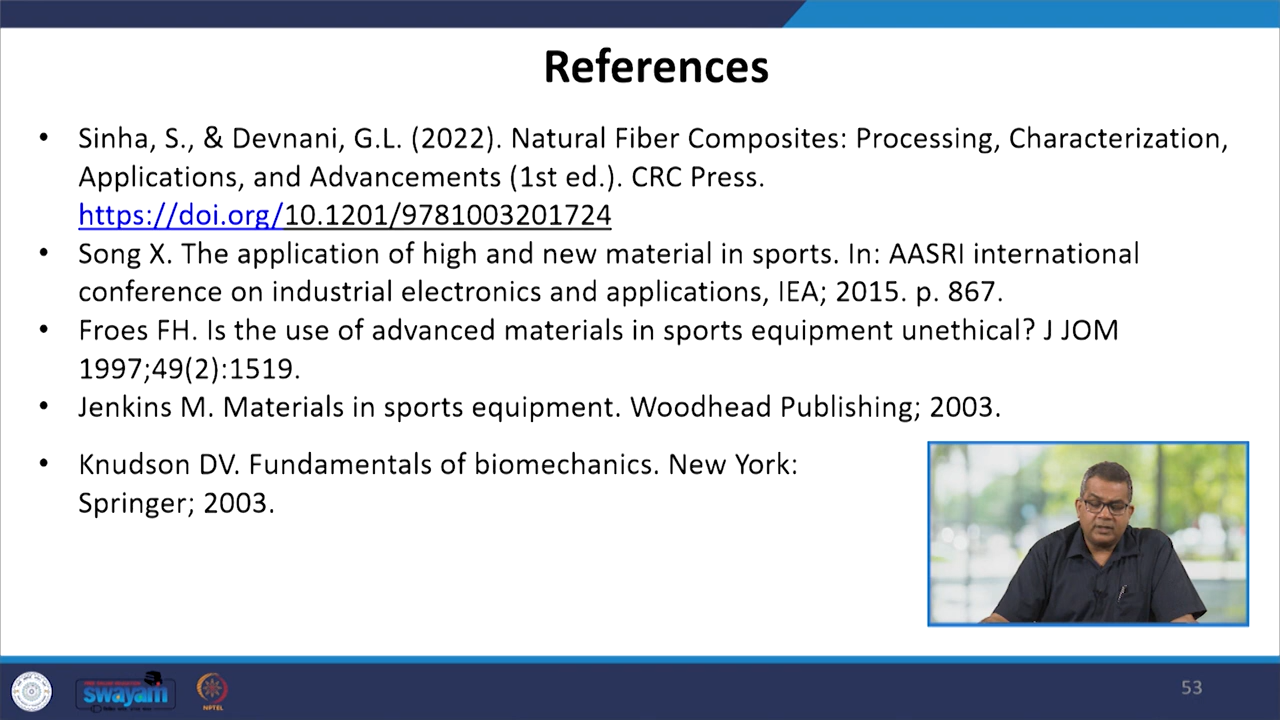 References
• Sinha, S., & Devnani, G.L. (2022). Natural Fiber Composites: Processing, Characterization,
Applications, and Advancements (1st ed.). CRC Press.
https://doi.org/10.1201/9781003201724
• Song X. The application of high and new material in sports. In: AASRI international
conference on industrial electronics and applications, IEA; 2015. p. 867.
• Froes FH. Is the use of advanced materials in sports equipment unethical? J JOM
1997;49(2):1519.
• Jenkins M. Materials in sports equipment. Woodhead Publishing; 2003.
• Knudson DV. Fundamentals of biomechanics. New York:
Springer; 2003.
swayam
NPTEL
53